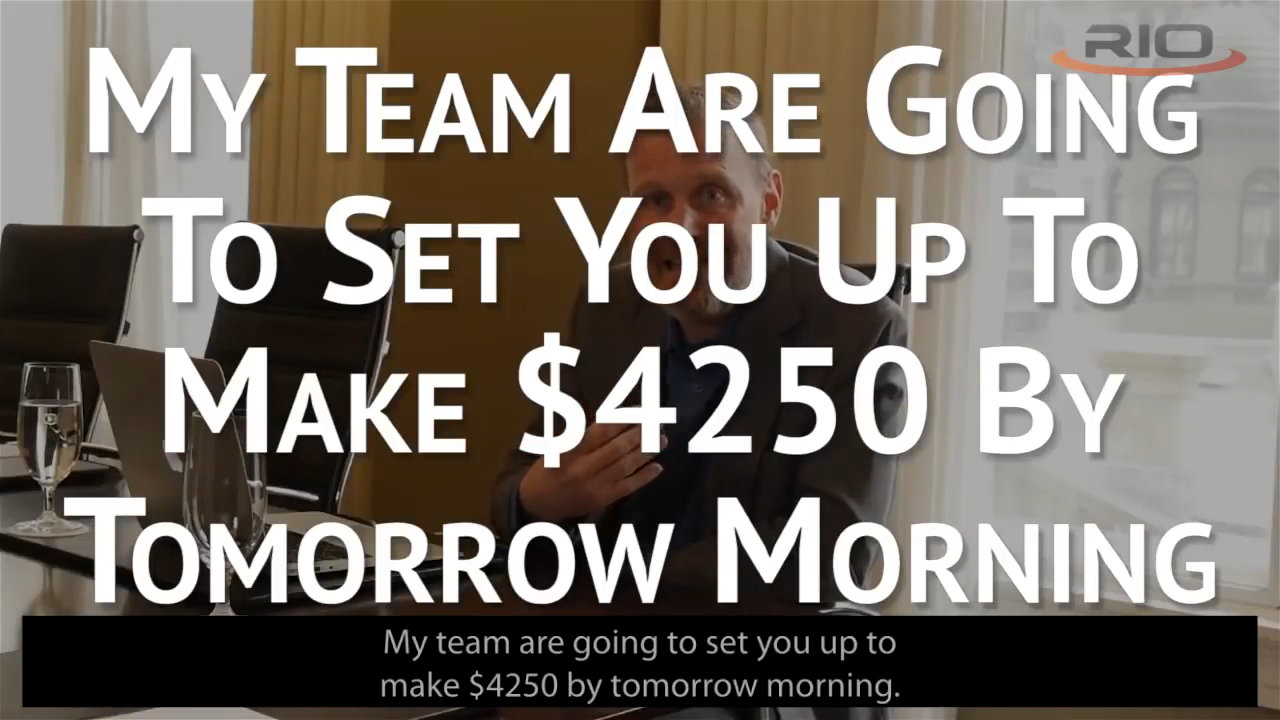 RIO
MY TEAM ARE GOING
TO SET YOU UP TO
MAKE $4250 BY
TOMORROW MORNING
My team are going to set you up to
make $4250 by tomorrow morning.